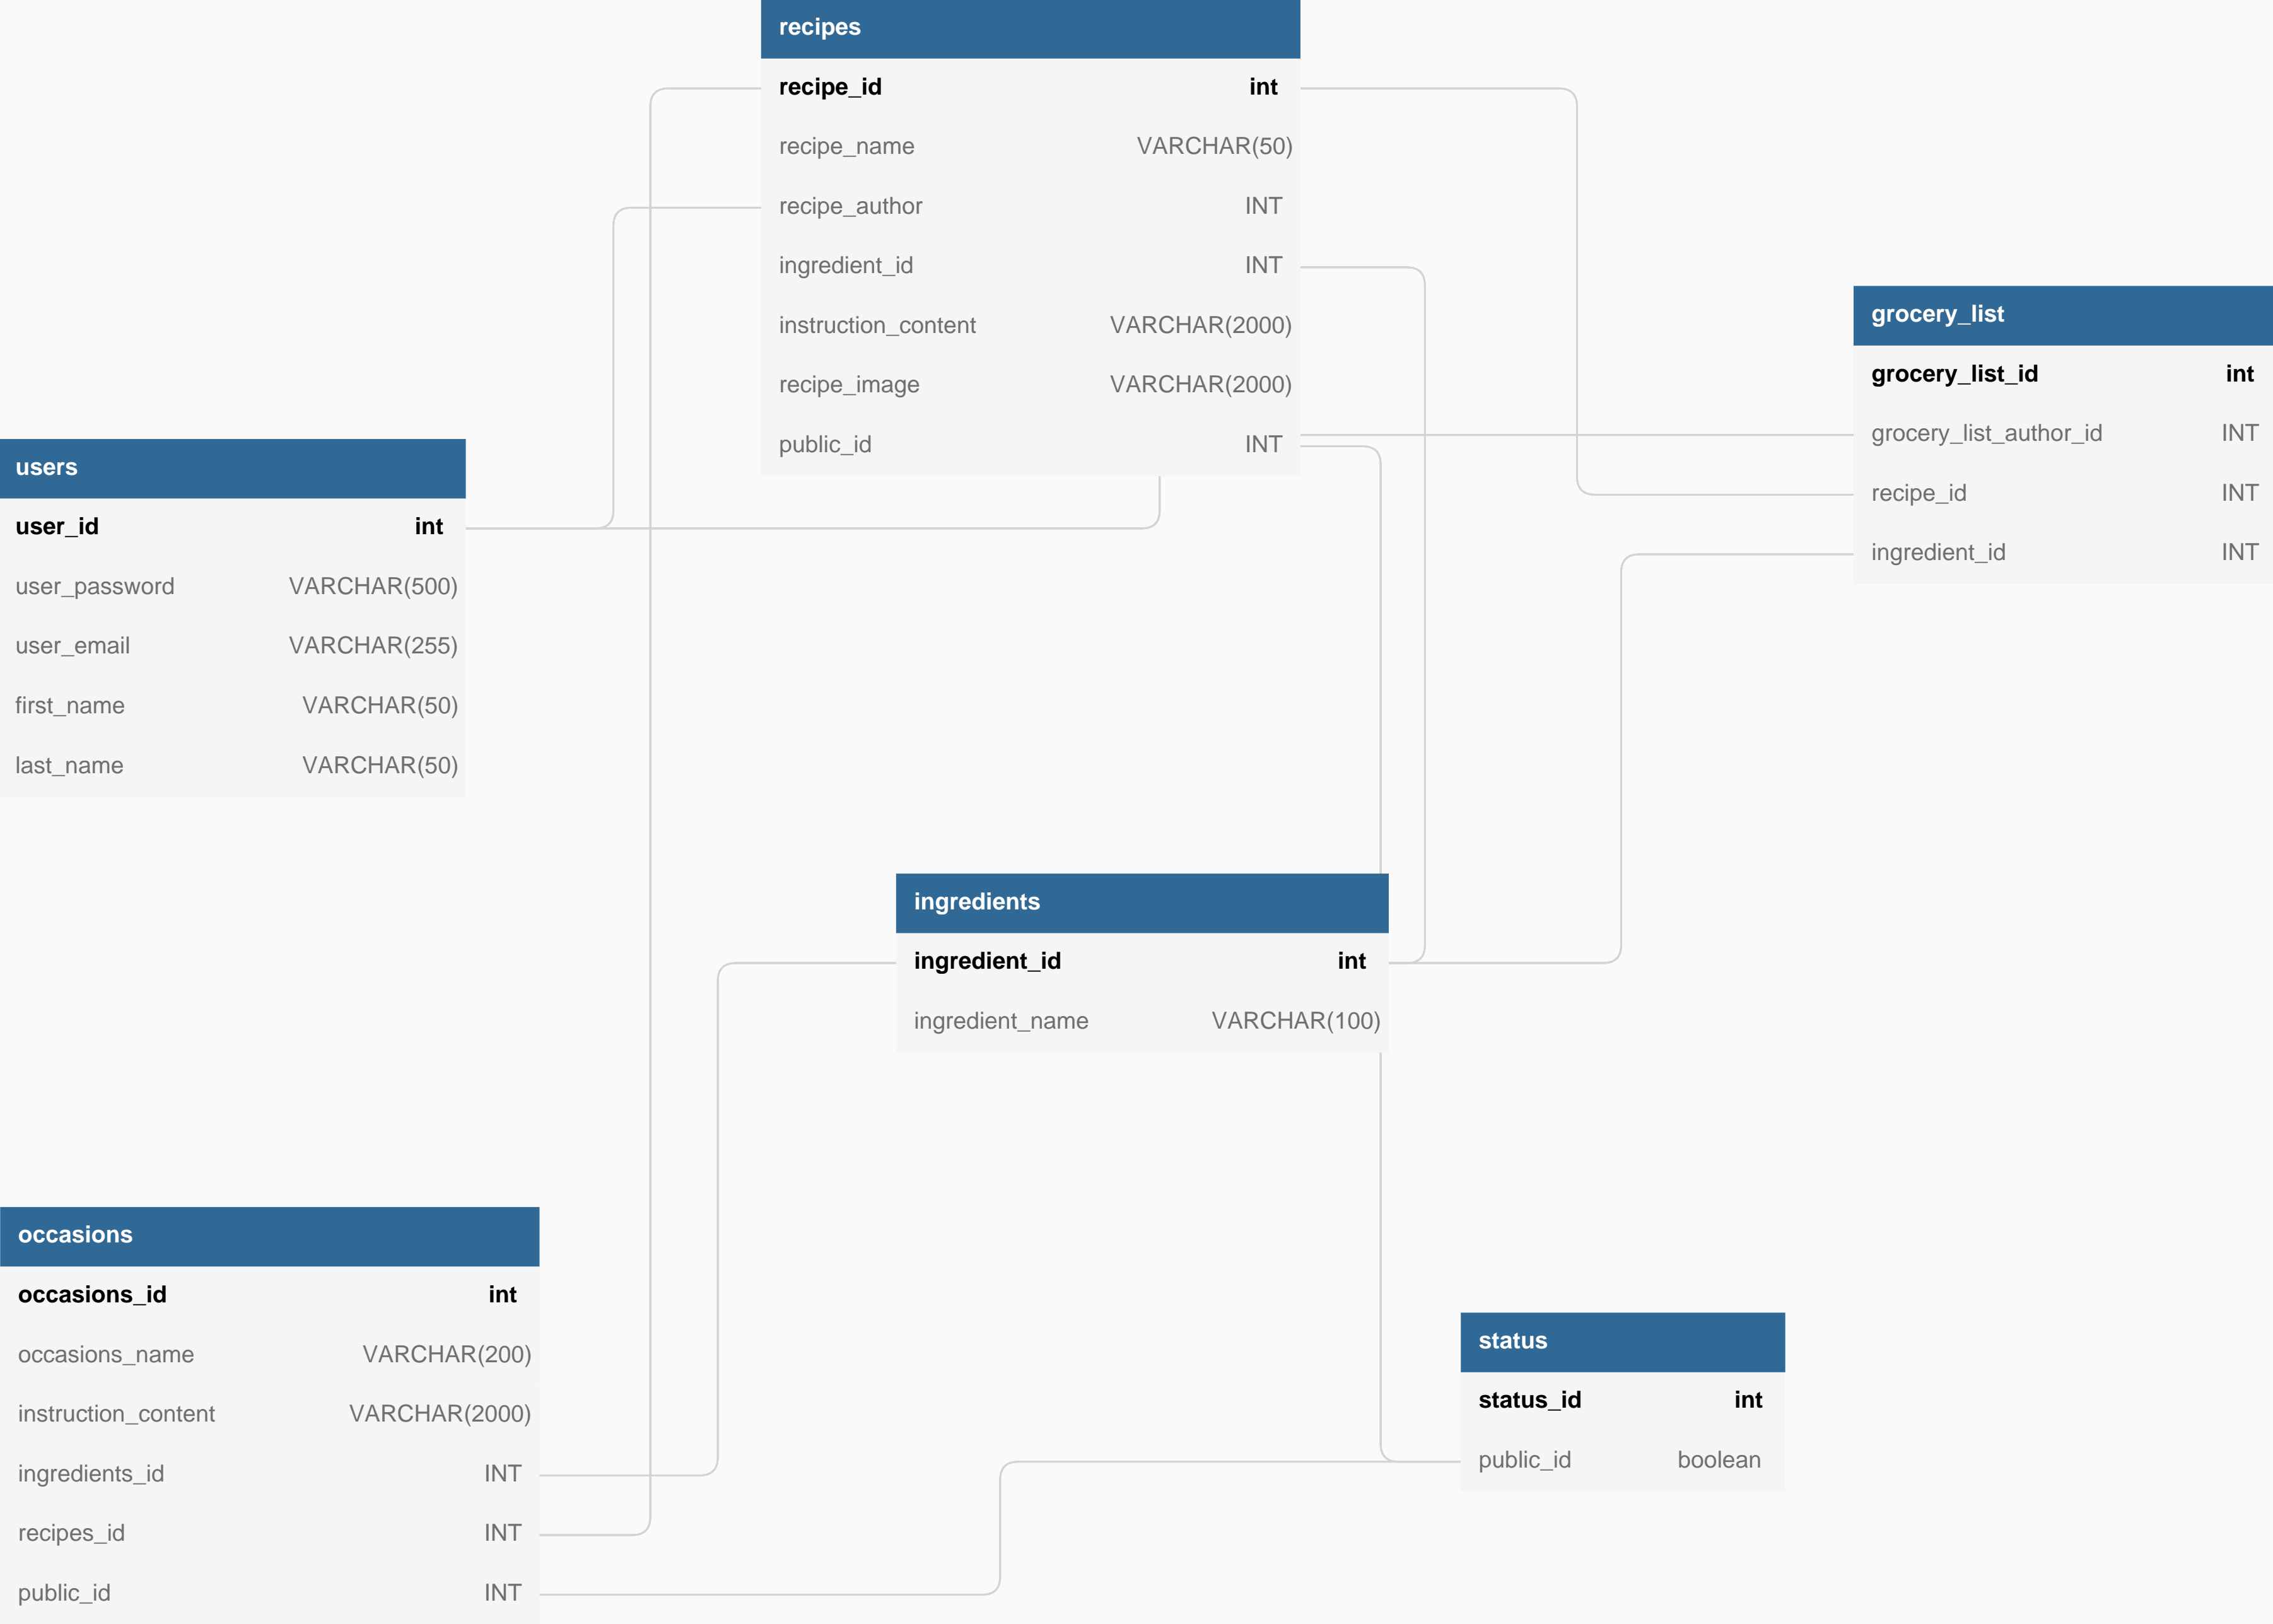 recipes
recipe_id int
recipe_name VARCHAR(50)
recipe_author INT
ingredient_id INT
instruction_content VARCHAR(2000)
recipe_image VARCHAR(2000)
public_id INT
grocery_list
grocery_list_id int
grocery_list_author_id INT
recipe_id INT
ingredient_id INT
users
user_id int
user_password VARCHAR(500)
user_email VARCHAR(255)
first_name VARCHAR(50)
last_name VARCHAR(50)
ingredients
ingredient_id int
ingredient_name VARCHAR(100)
occasions
occasions_id int
occasions_name VARCHAR(200)
instruction_content VARCHAR(2000)
ingredients_id INT
recipes_id INT
public_id INT
status
status_id int
public_id boolean